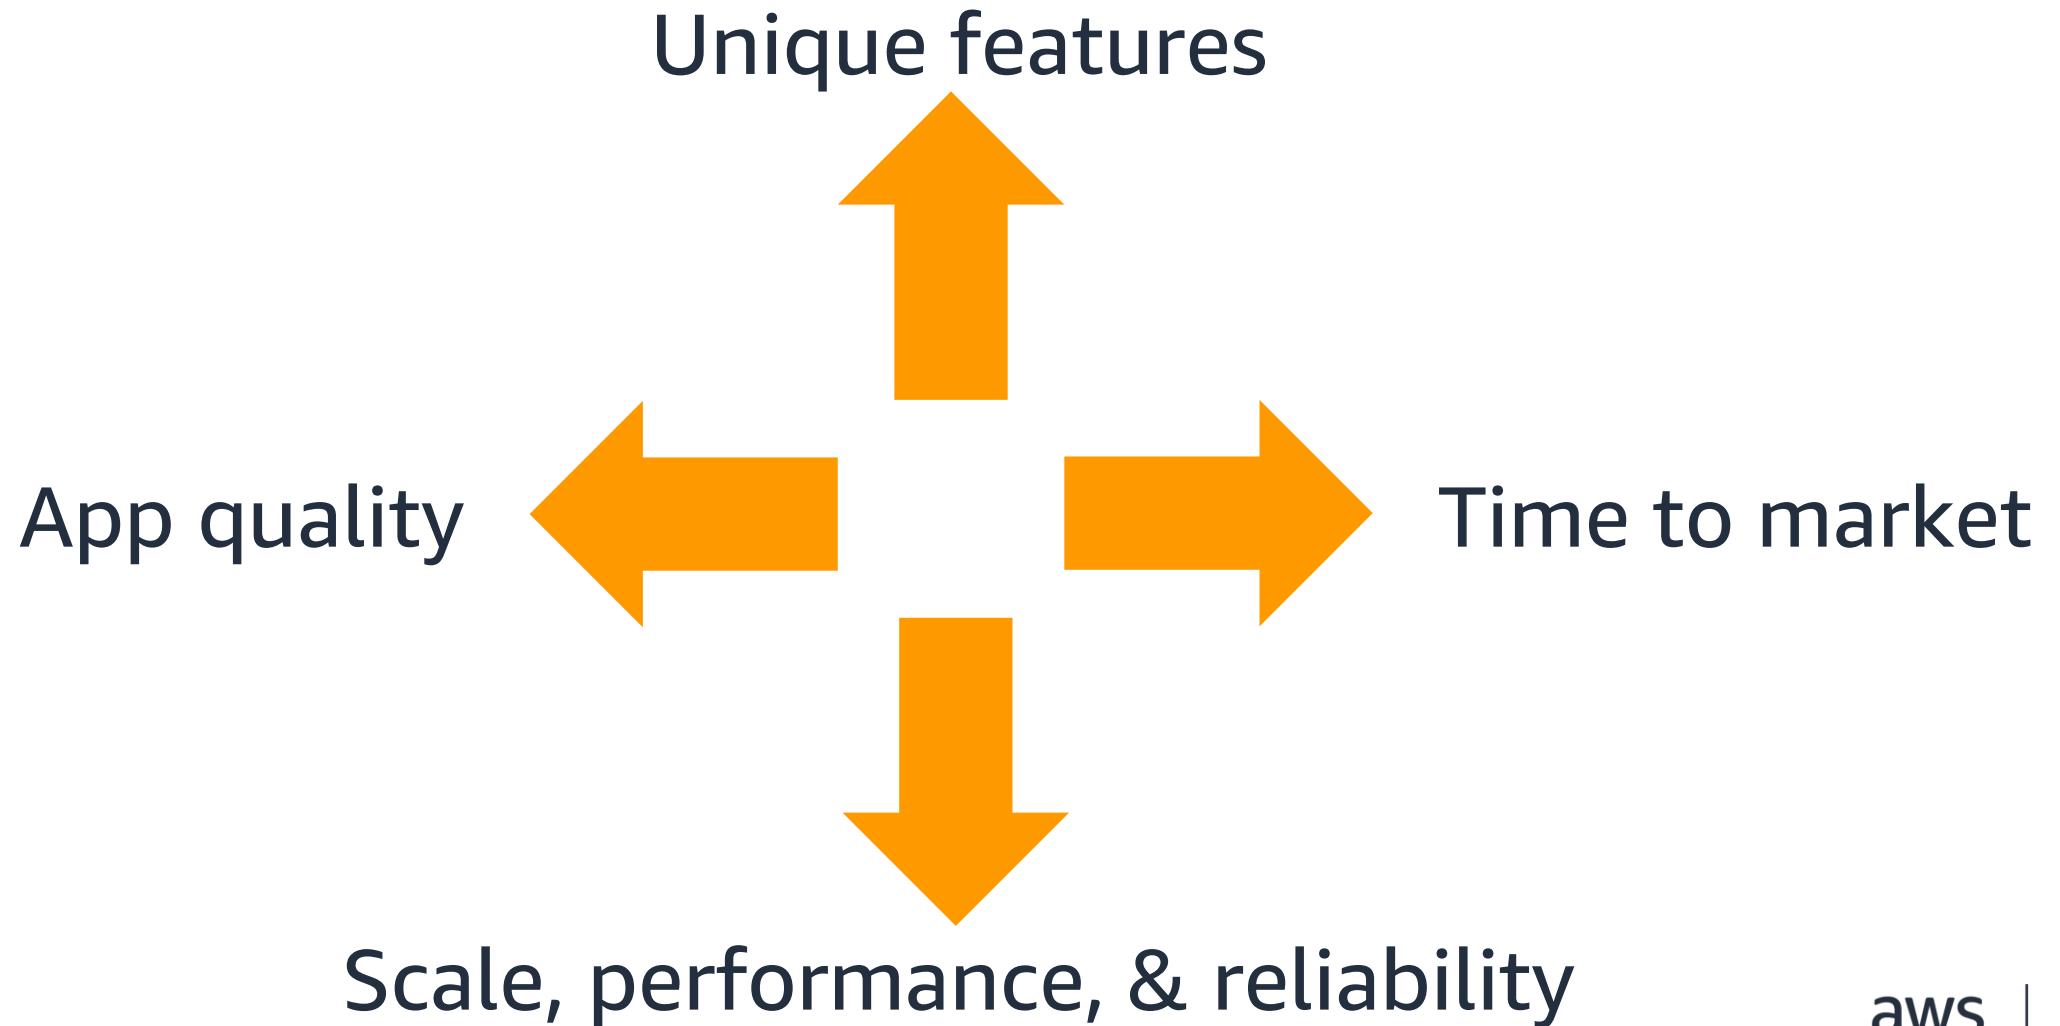 Unique features
App quality
Time to market
Scale, performance, & reliability
aws